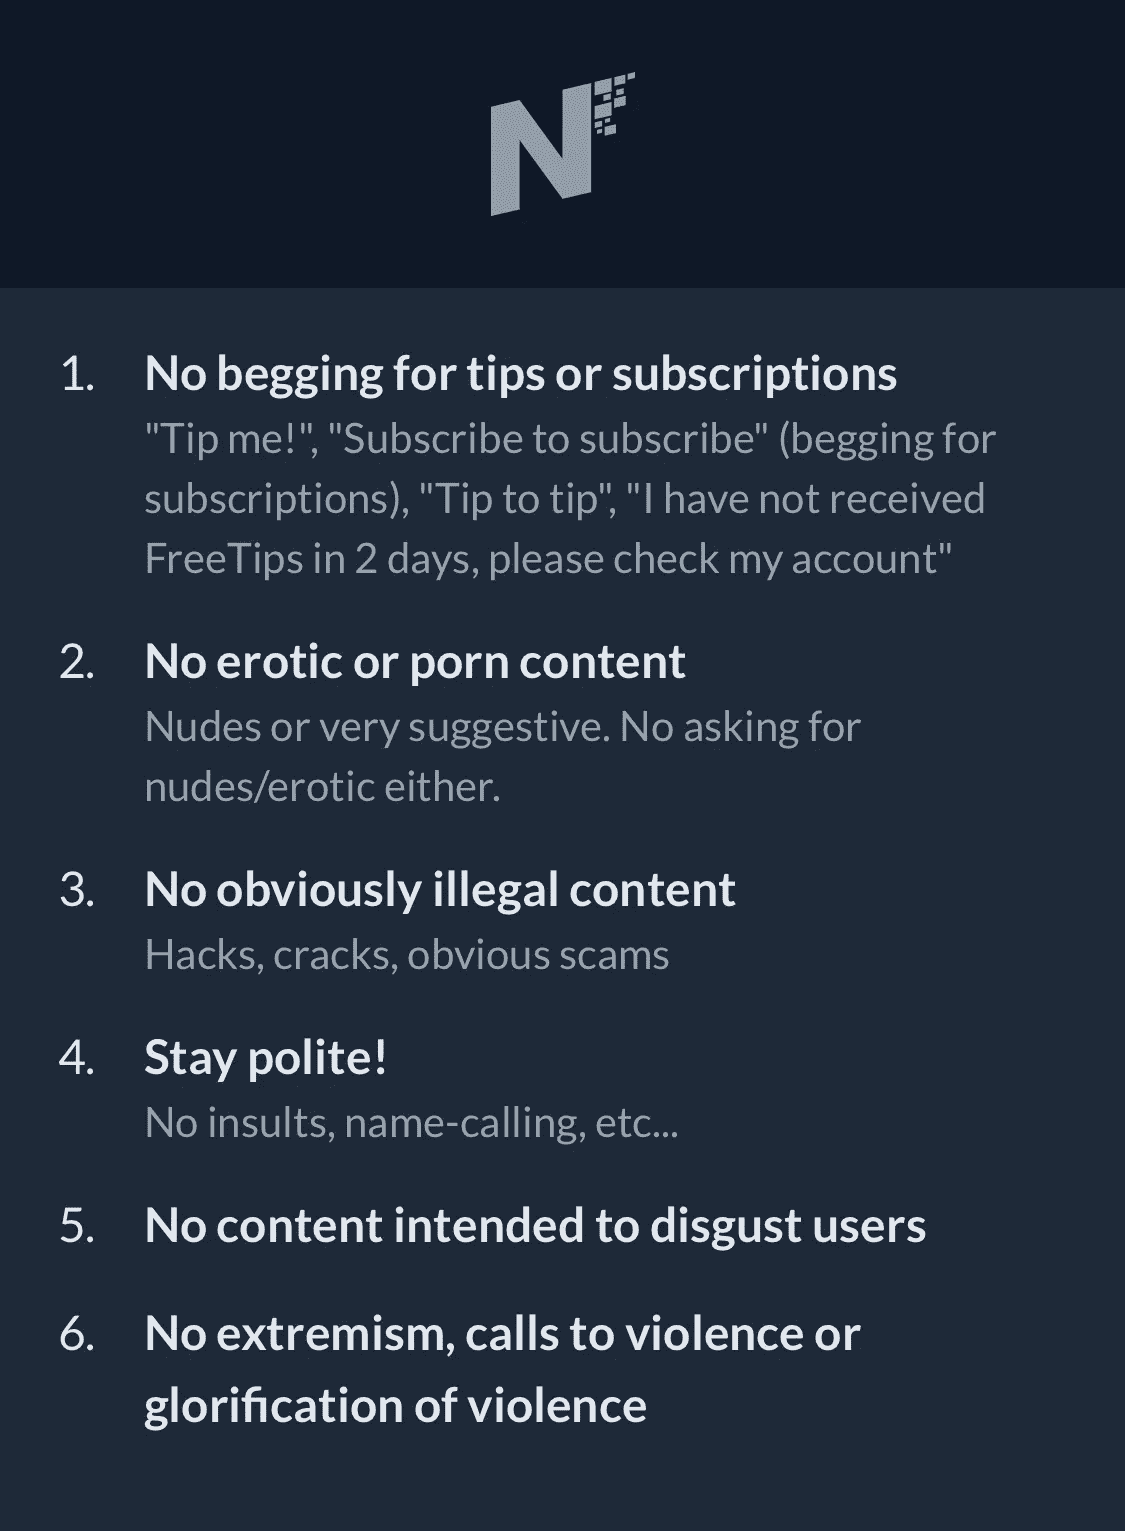 N
1. No begging for tips or subscriptions
"Tip me!", "Subscribe to subscribe" (begging for
subscriptions), "Tip to tip", "I have not received
FreeTips in 2 days, please check my account"
2. No erotic or porn content
Nudes or very suggestive. No asking for
nudes/erotic either.
3. No obviously illegal content
Hacks, cracks, obvious scams
4. Stay polite!
No insults, name-calling, etc...
5. No content intended to disgust users
6. No extremism, calls to violence or
glorification of violence